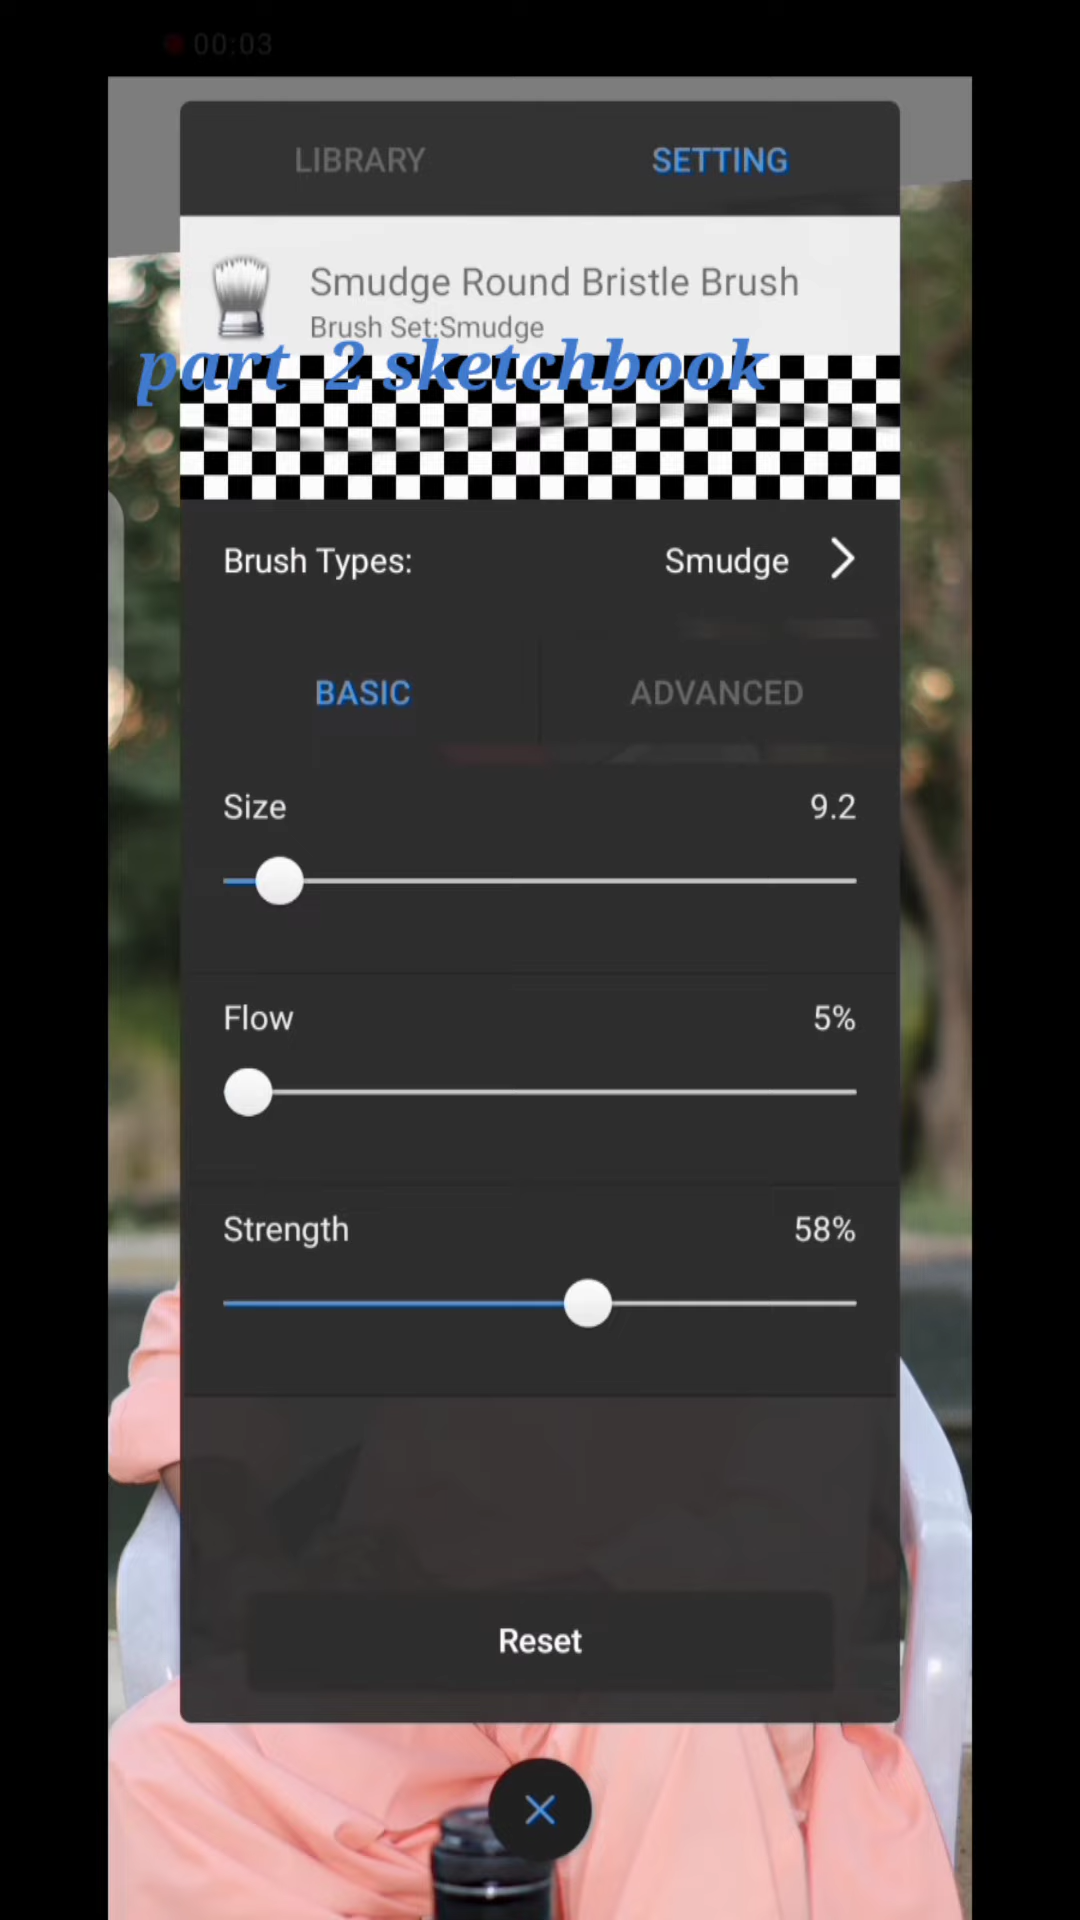 00:03
LIBRARY SETTING
Smudge Round Bristle Brush
Brush Set:Smudge
part 2 sketchbook
Brush Types: Smudge
BASIC ADVANCED
Size 9.2
Flow 5%
Strength 58%
Reset